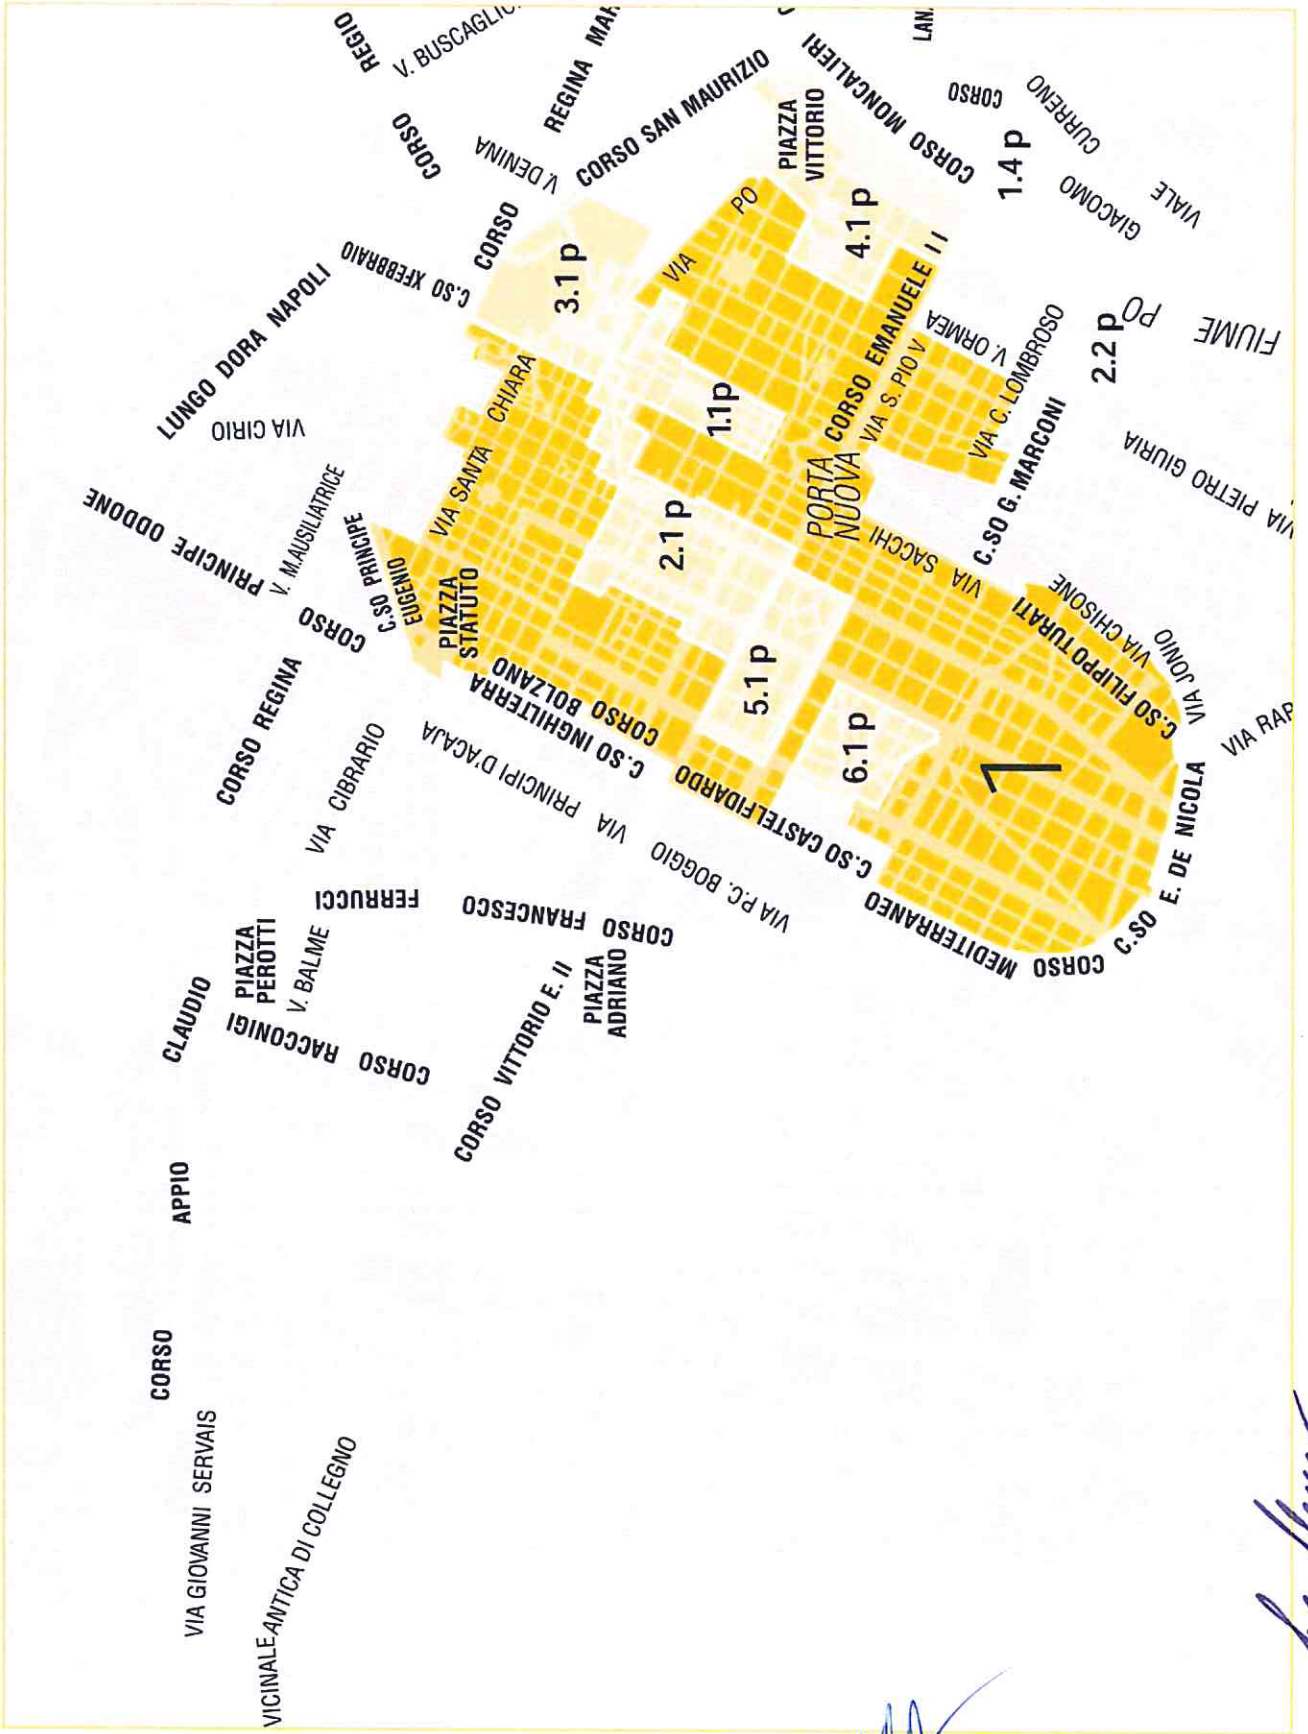 REGIO
V. BUSCAGLIC
CORSO
REGINA MAR
CORSO SAN MAURIZIO
V DENINA
CORSO
C.SO XFEBBRAIO
LUNGO DORA NAPOLI
VIA CIRIO
PRINCIPE ODDONE
CORSO
V. M.AUSILIATRICE
C.SO PRINCIPE
EUGENIO
VIA SANTA CHIARA
PIAZZA
STATUTO
CORSO REGINA
VIA CIBRARIO
C.SO INGHILTERRA
CORSO BOLZANO
VIA PRINCIPI D'ACAJA
VIA P.C. BOGGIO
C.SO CASTELFIDARDO
CORSO MEDITERRANEO
C.SO E. DE NICOLA
CORSO FRANCESCO FERRUCCI
PIAZZA
PEROTTI
V. BALME
CORSO RACCONIGI
CORSO VITTORIO E. II
PIAZZA
ADRIANO
CORSO APPIO CLAUDIO
VIA GIOVANNI SERVAIS
VICINALE ANTICA DI COLLEGNO
PIAZZA
VITTORIO
CORSO MONCALIERI
LAN
CORSO
GIACOMO CURRENO
VIALE
1.4 p
3.1 p
4.1 p
VIA PO
1.1p
2.1 p
5.1 p
6.1 p
1
2.2 p
CORSO EMANUELE II
VIA S. PIO V
V. ORMEA
VIA C. LOMBROSO
PORTA
NUOVA
VIA SACCHI
C.SO G. MARCONI
FIUME PO
VIA PIETRO GIURIA
C.SO FILIPPO TURATI
VIA CHISONE
VIA JONIO
VIA RAP